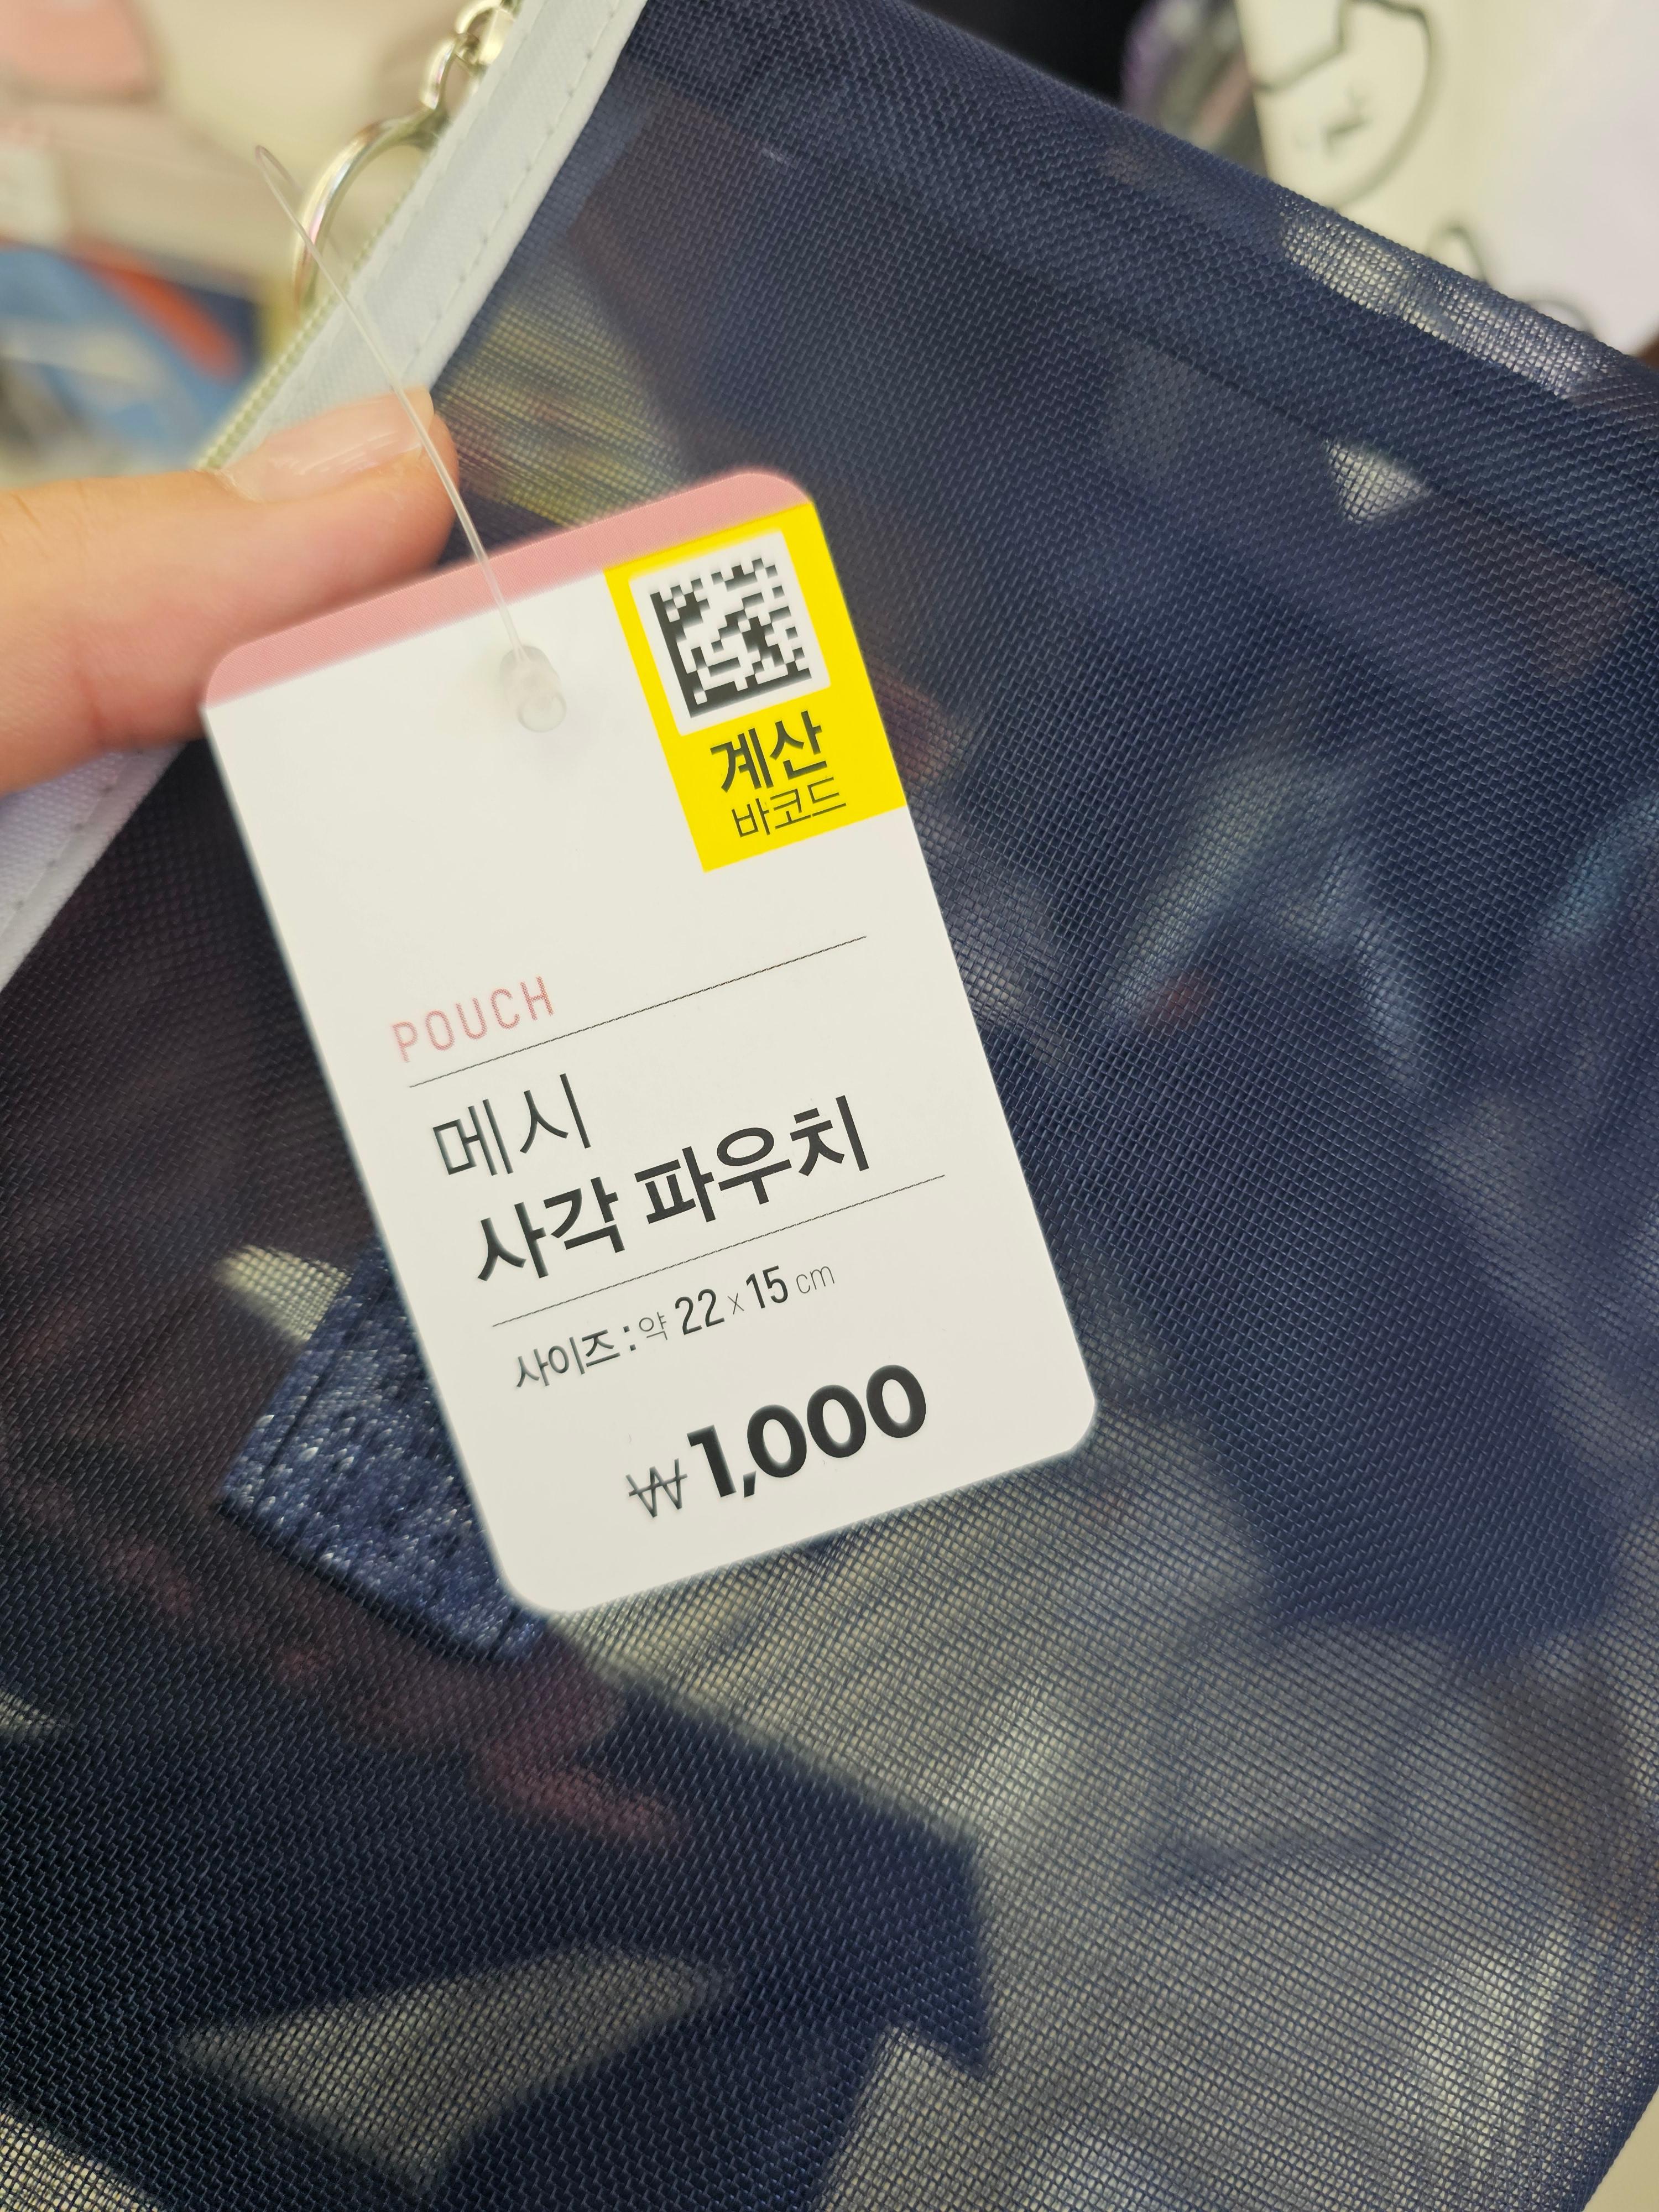 계산
바코드
POUCH
메시
사각 파우치
사이즈 : 약 22 x 15 cm
₩1,000